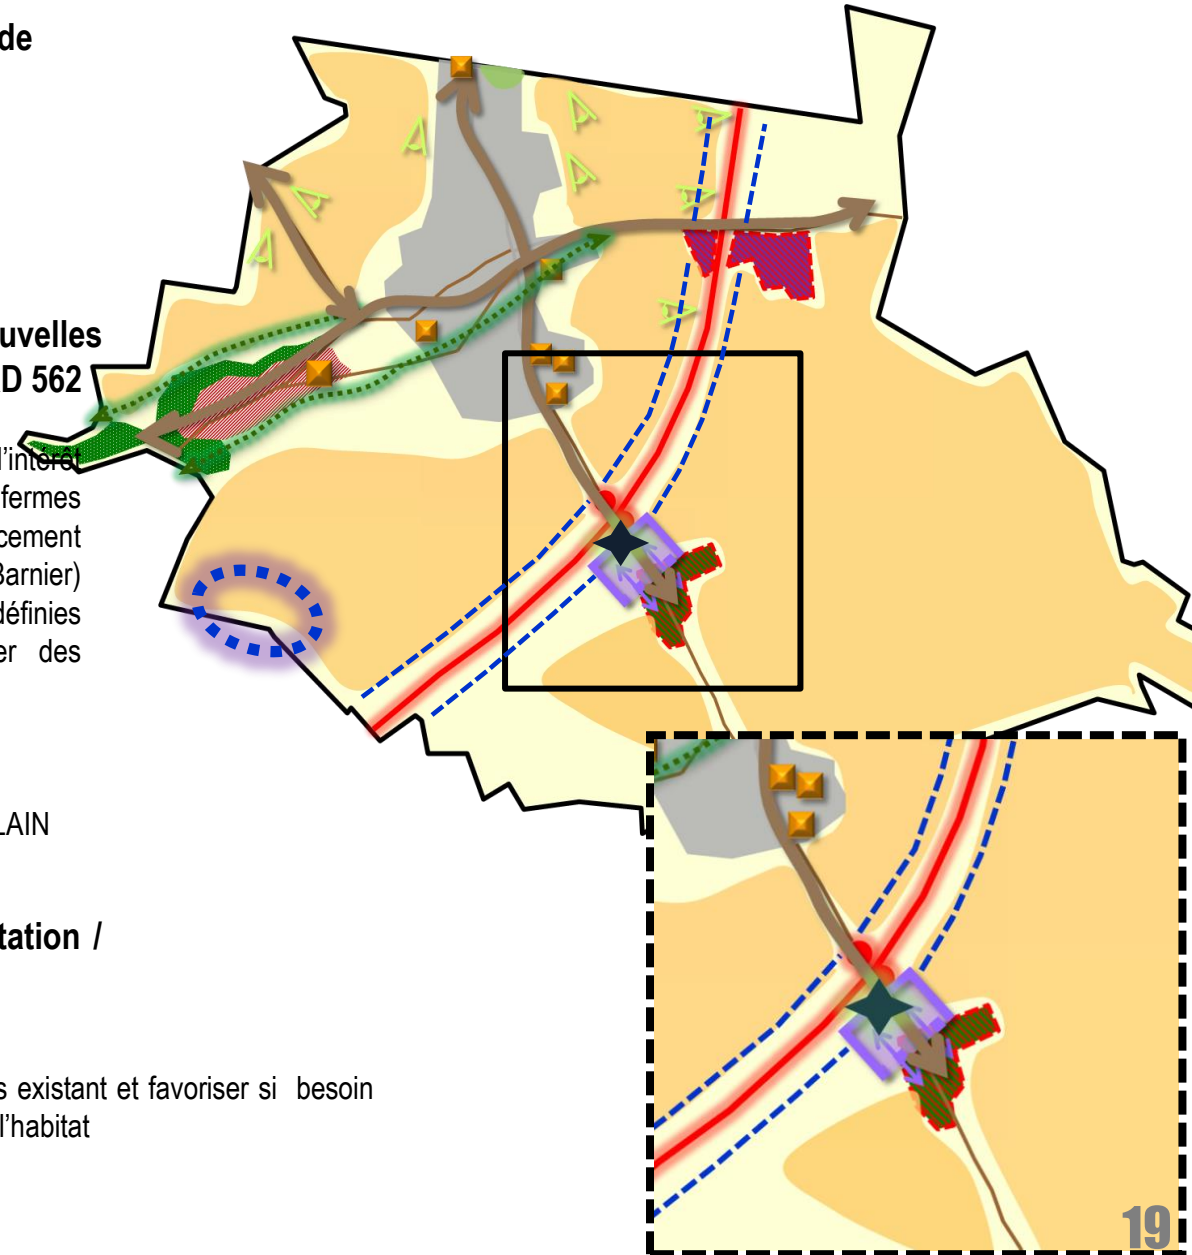 de
uvelles
D 562
l'intérêt
fermes
cement
Barnier)
définies
er des
LAIN
tation /
s existant et favoriser si besoin
l'habitat
19